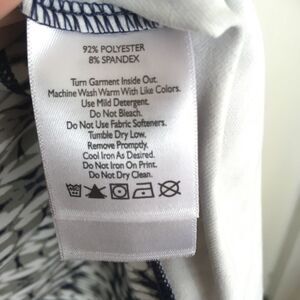 92% POLYESTER
8% SPANDEX
Turn Garment Inside Out.
Machine Wash Warm With Like Colors.
Use Mild Detergent.
Do Not Bleach.
Do Not Use Fabric Softeners.
Tumble Dry Low.
Remove Promptly.
Cool Iron As Desired.
Do Not Iron On Print.
Do Not Dry Clean.